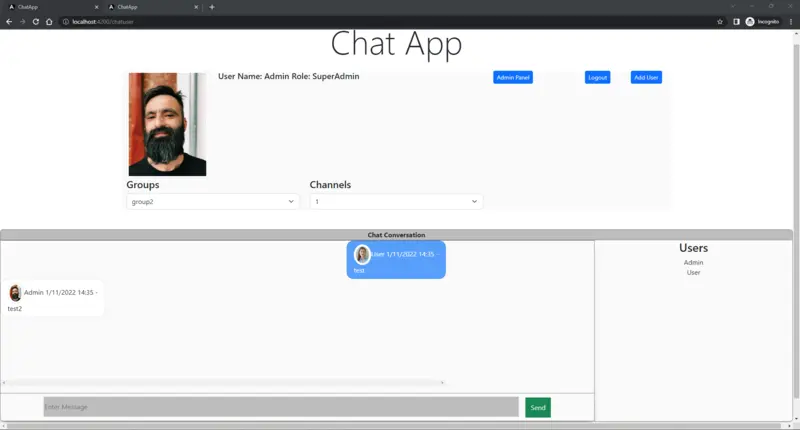 ChatApp
ChatApp
localhost:4200/chatuser
Incognito
Chat App
User Name: Admin Role: SuperAdmin
Admin Panel
Logout
Add User
Groups
Channels
group2
1
Chat Conversation
User 1/11/2022 14:35 -
test
Admin 1/11/2022 14:35 -
test2
Users
Admin
User
Enter Message
Send